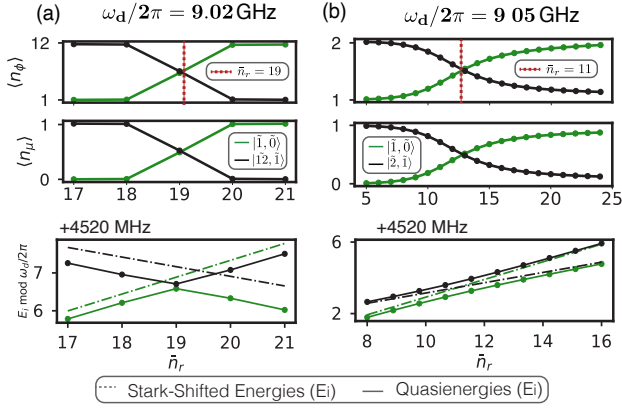 (a) ω_d/2π = 9.02 GHz
12
1
⟨n_ϕ⟩
n̄_r = 19
1
0
⟨n_μ⟩
|1̃, 0̃⟩
|1̃2, 1̃⟩
17 18 19 20 21
+4520 MHz
7
6
E_i mod ω_d/2π
17 18 19 20 21
n̄_r
(b) ω_d/2π = 9 05 GHz
2
1
n̄_r = 11
1
0
|1̃, 0̃⟩
|2̃, 1̃⟩
5 10 15 20 25
+4520 MHz
6
2
8 10 12 14 16
n̄_r
Stark-Shifted Energies (Ei) Quasienergies (Ei)